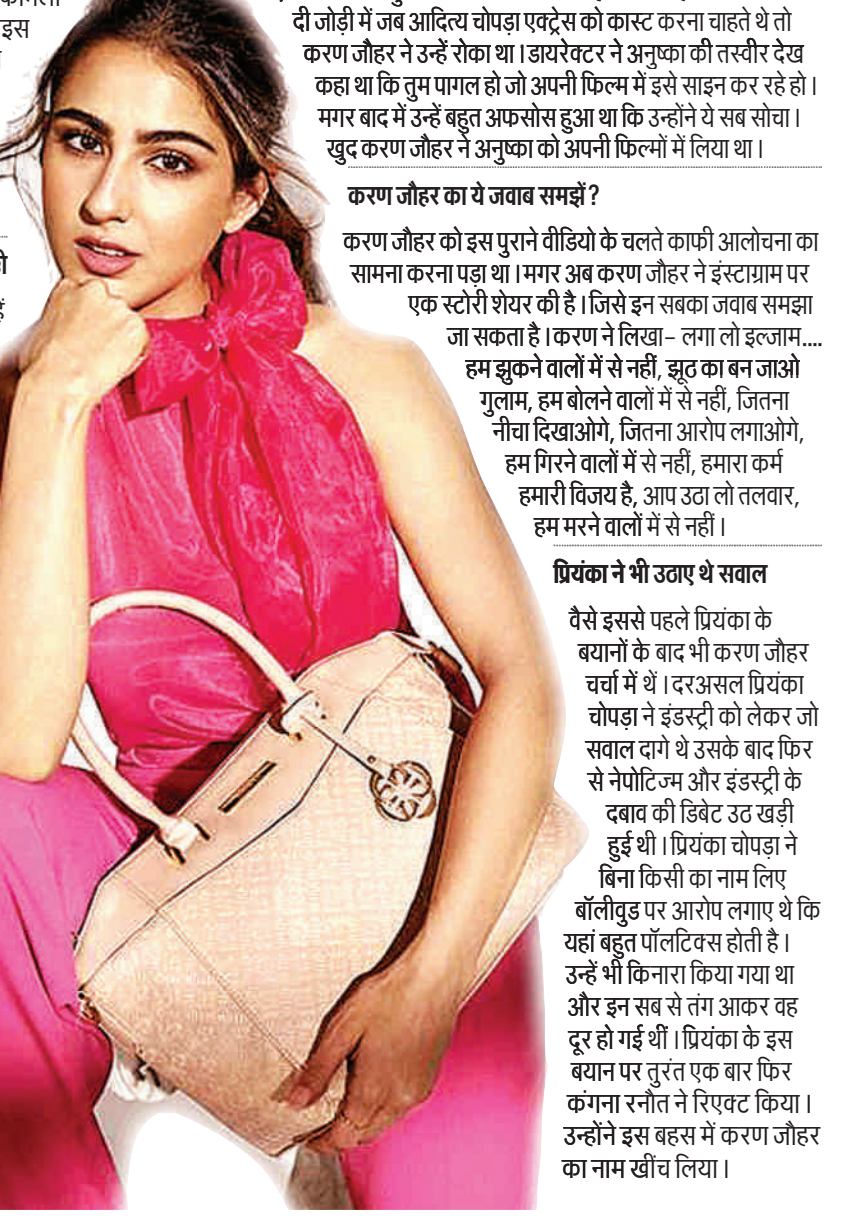 इस
दी जोड़ी में जब आदित्य चोपड़ा एक्ट्रेस को कास्ट करना चाहते थे तो
करण जौहर ने उन्हें रोका था । डायरेक्टर ने अनुष्का की तस्वीर देख
कहा था कि तुम पागल हो जो अपनी फिल्म में इसे साइन कर रहे हो ।
मगर बाद में उन्हें बहुत अफसोस हुआ था कि उन्होंने ये सब सोचा ।
खुद करण जौहर ने अनुष्का को अपनी फिल्मों में लिया था ।
करण जौहर का ये जवाब समझें ?
करण जौहर को इस पुराने वीडियो के चलते काफी आलोचना का
सामना करना पड़ा था । मगर अब करण जौहर ने इंस्टाग्राम पर
एक स्टोरी शेयर की है । जिसे इन सबका जवाब समझा
जा सकता है । करण ने लिखा– लगा लो इल्जाम....
हम झुकने वालों में से नहीं, झूठ का बन जाओ
गुलाम, हम बोलने वालों में से नहीं, जितना
नीचा दिखाओगे, जितना आरोप लगाओगे,
हम गिरने वालों में से नहीं, हमारा कर्म
हमारी विजय है, आप उठा लो तलवार,
हम मरने वालों में से नहीं ।
प्रियंका ने भी उठाए थे सवाल
वैसे इससे पहले प्रियंका के
बयानों के बाद भी करण जौहर
चर्चा में थें । दरअसल प्रियंका
चोपड़ा ने इंडस्ट्री को लेकर जो
सवाल दागे थे उसके बाद फिर
से नेपोटिज्म और इंडस्ट्री के
दबाव की डिबेट उठ खड़ी
हुई थी । प्रियंका चोपड़ा ने
बिना किसी का नाम लिए
बॉलीवुड पर आरोप लगाए थे कि
यहां बहुत पॉलटिक्स होती है ।
उन्हें भी किनारा किया गया था
और इन सब से तंग आकर वह
दूर हो गई थीं । प्रियंका के इस
बयान पर तुरंत एक बार फिर
कंगना रनौत ने रिएक्ट किया ।
उन्होंने इस बहस में करण जौहर
का नाम खींच लिया ।